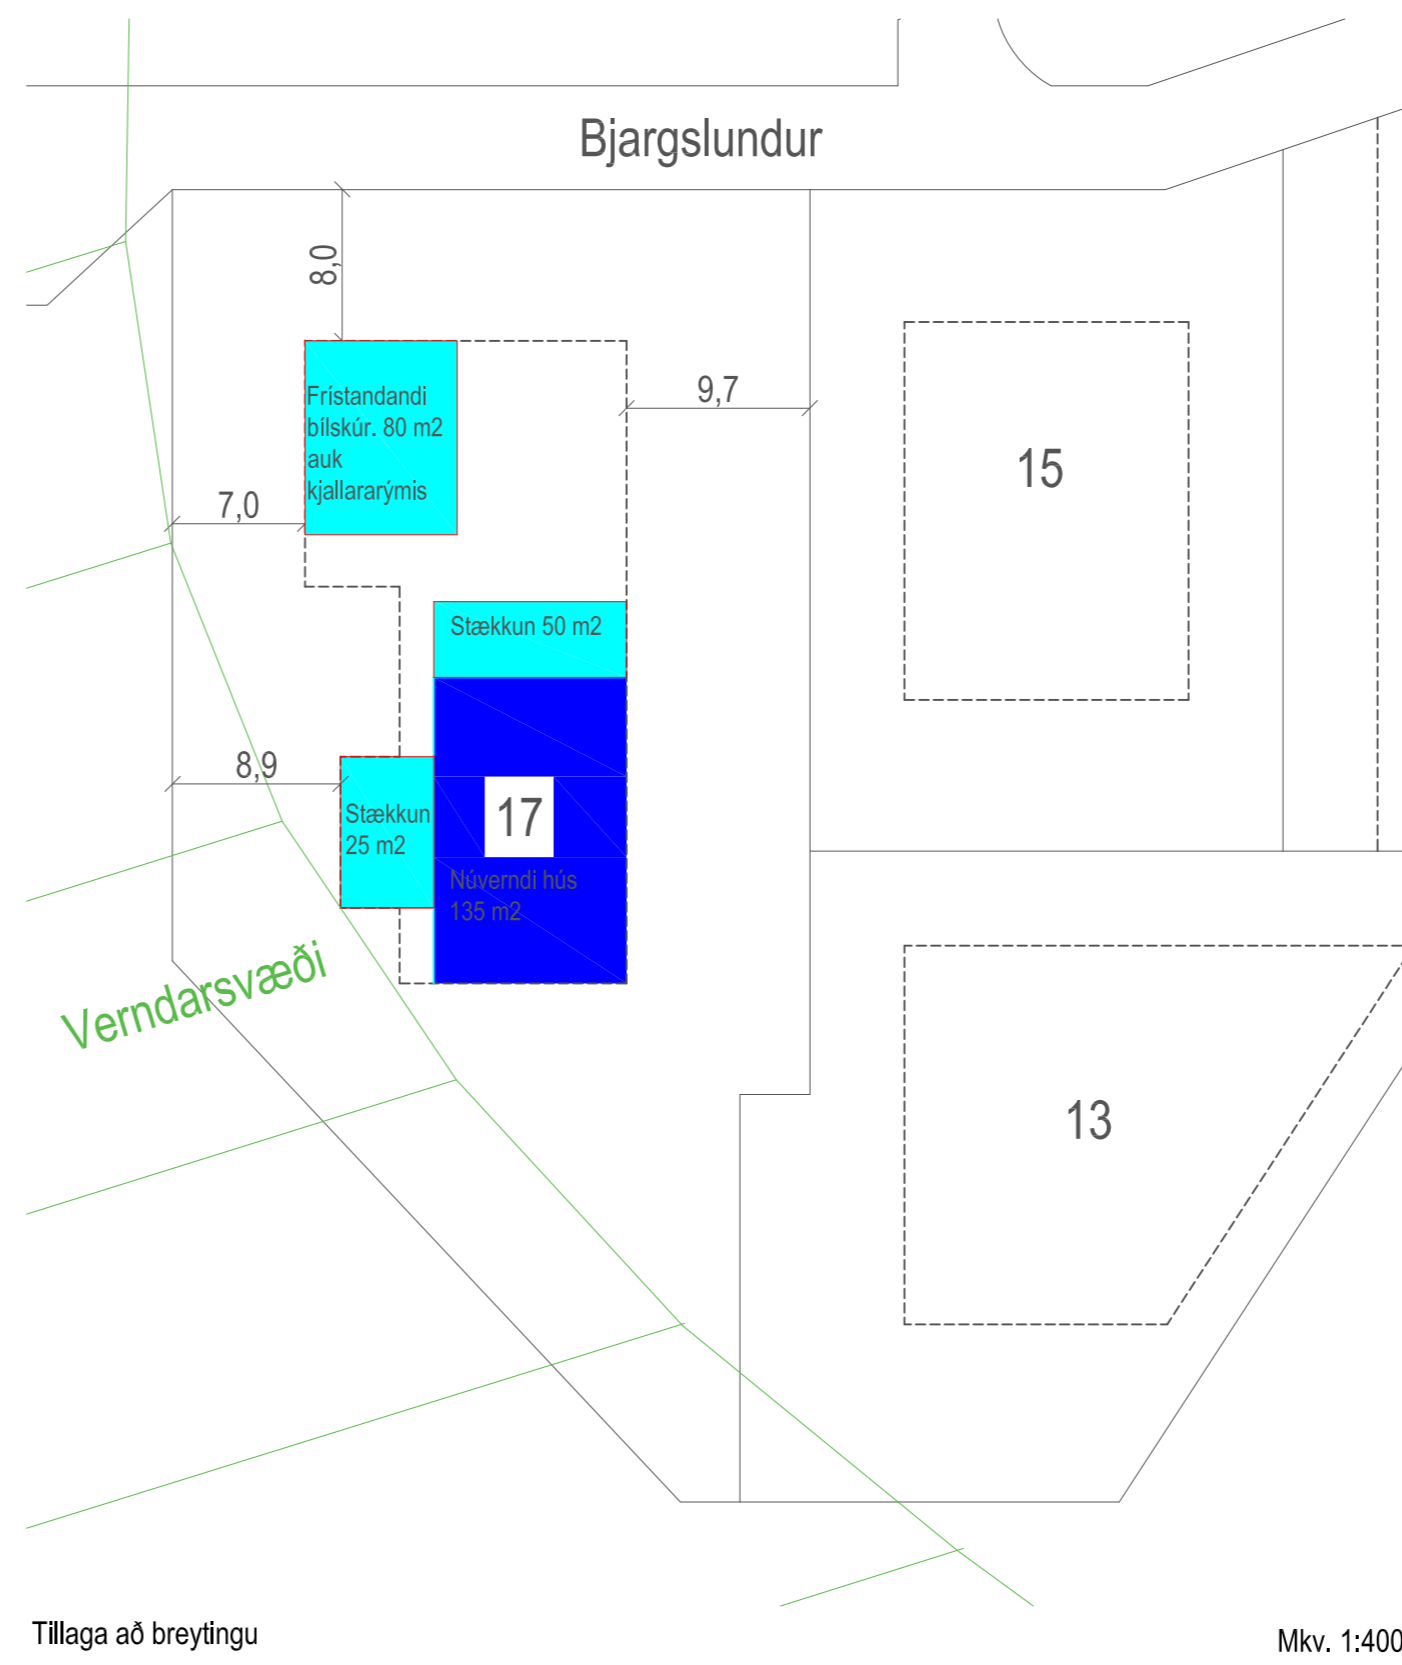 Bjargslundur
8,0
9,7
Frístandandi
bílskúr. 80 m2
auk
kjallararýmis
15
7,0
Stækkun 50 m2
8,9
Stækkun
25 m2
17
Núverndi hús
135 m2
Verndarsvæði
13
Tillaga að breytingu
Mkv. 1:400